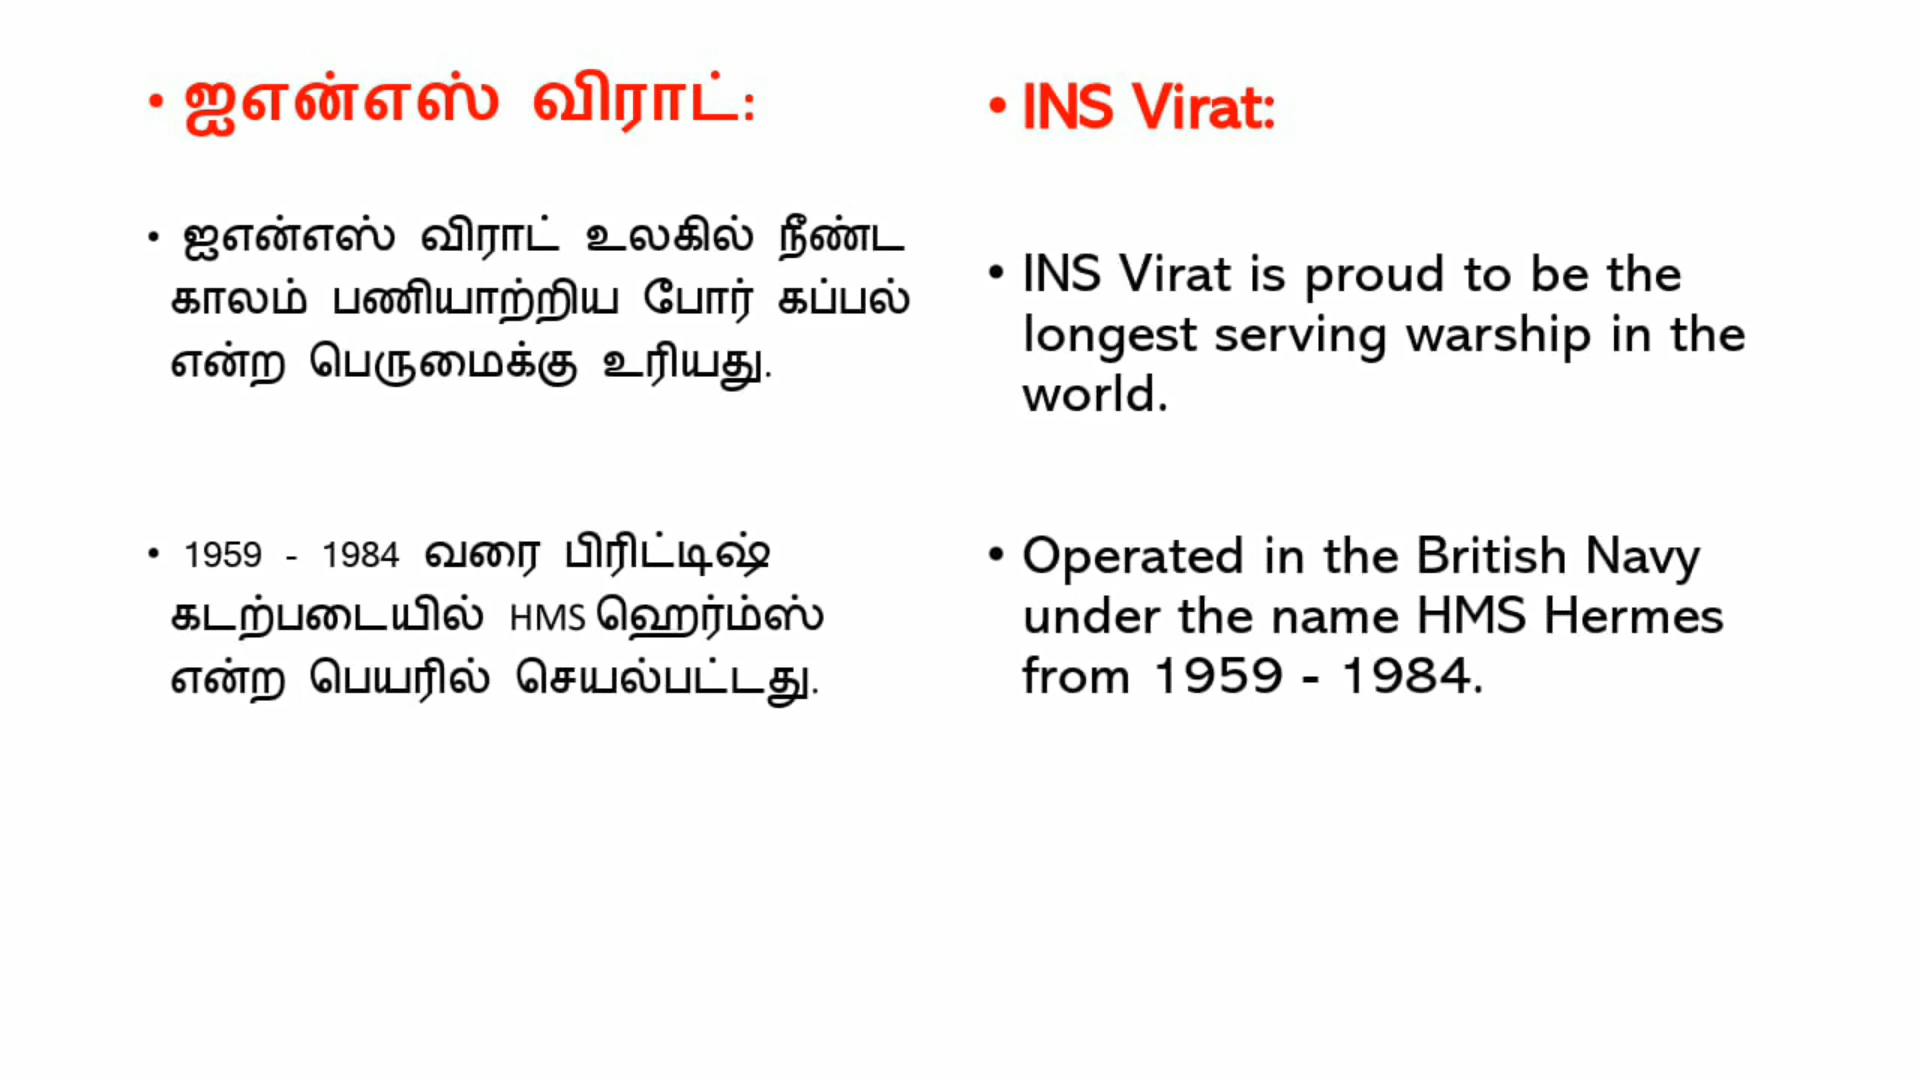 • ஐஎன்எஸ் விராட்:
• ஐஎன்எஸ் விராட் உலகில் நீண்ட
காலம் பணியாற்றிய போர் கப்பல்
என்ற பெருமைக்கு உரியது.
• 1959 - 1984 வரை பிரிட்டிஷ்
கடற்படையில் HMS ஹெர்ம்ஸ்
என்ற பெயரில் செயல்பட்டது.
• INS Virat:
• INS Virat is proud to be the
longest serving warship in the
world.
• Operated in the British Navy
under the name HMS Hermes
from 1959 - 1984.